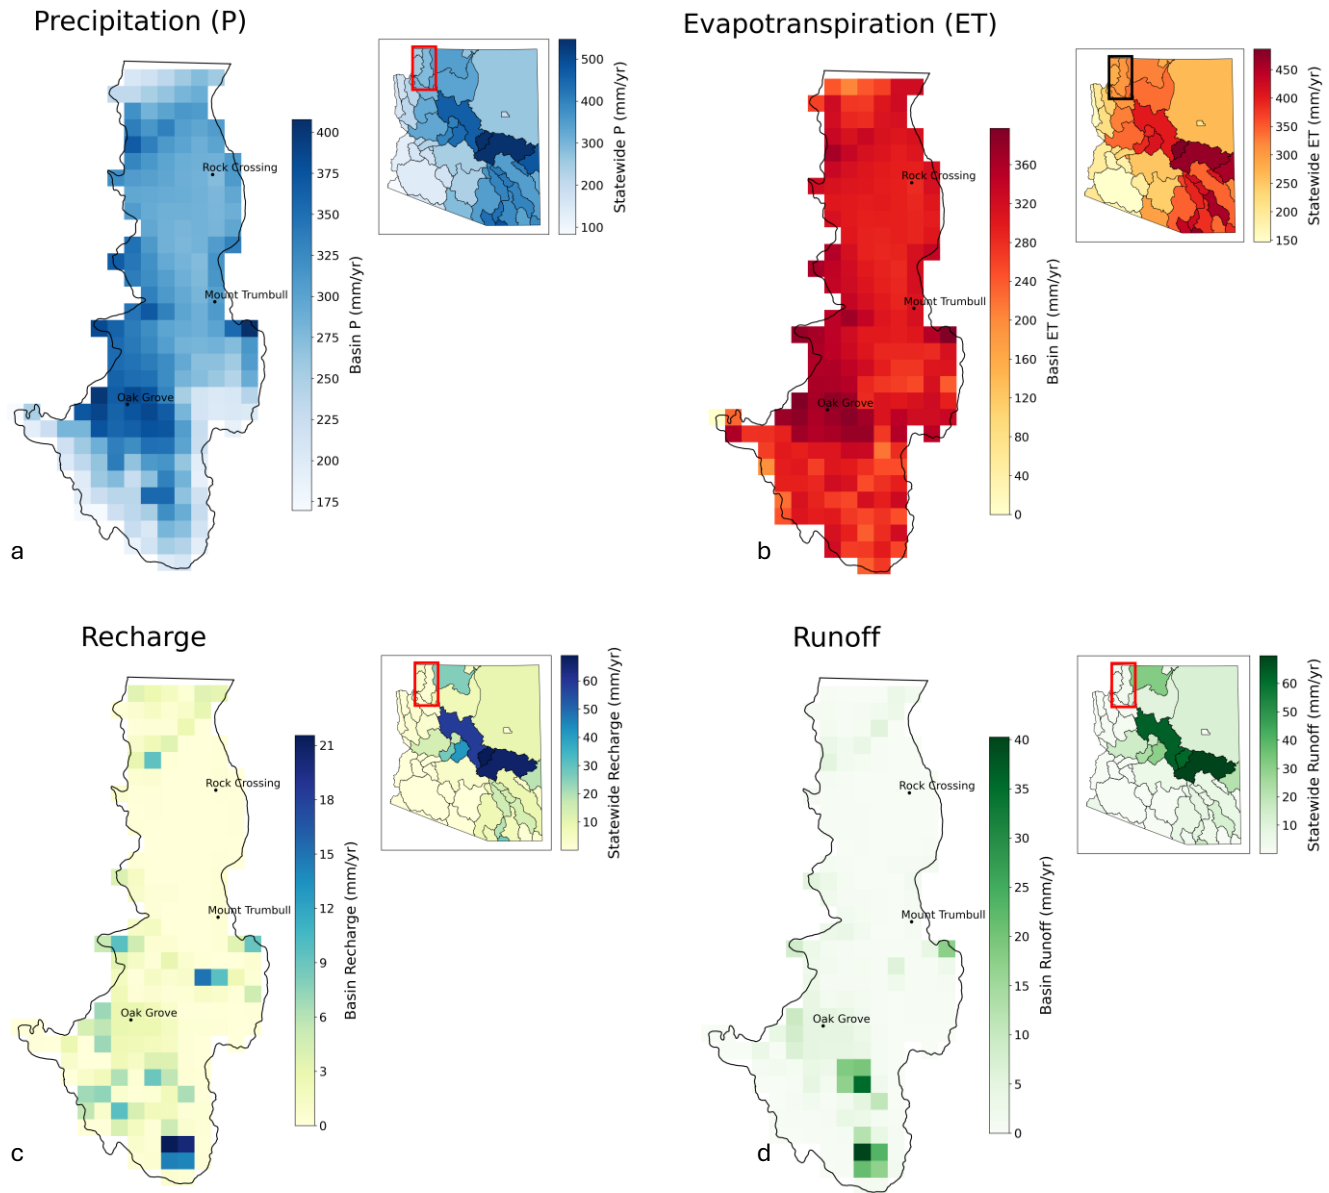 Precipitation (P)
500
400
300
200
100
Statewide P (mm/yr)
400
375
350
325
300
275
250
225
200
175
Basin P (mm/yr)
Rock Crossing
Mount Trumbull
Oak Grove
a
Evapotranspiration (ET)
450
400
350
300
250
200
150
Statewide ET (mm/yr)
360
320
280
240
200
160
120
80
40
0
Basin ET (mm/yr)
Rock Crossing
Mount Trumbull
Oak Grove
b
Recharge
60
50
40
30
20
10
Statewide Recharge (mm/yr)
21
18
15
12
9
6
3
0
Basin Recharge (mm/yr)
Rock Crossing
Mount Trumbull
Oak Grove
c
Runoff
60
50
40
30
20
10
Statewide Runoff (mm/yr)
40
35
30
25
20
15
10
5
0
Basin Runoff (mm/yr)
Rock Crossing
Mount Trumbull
Oak Grove
d